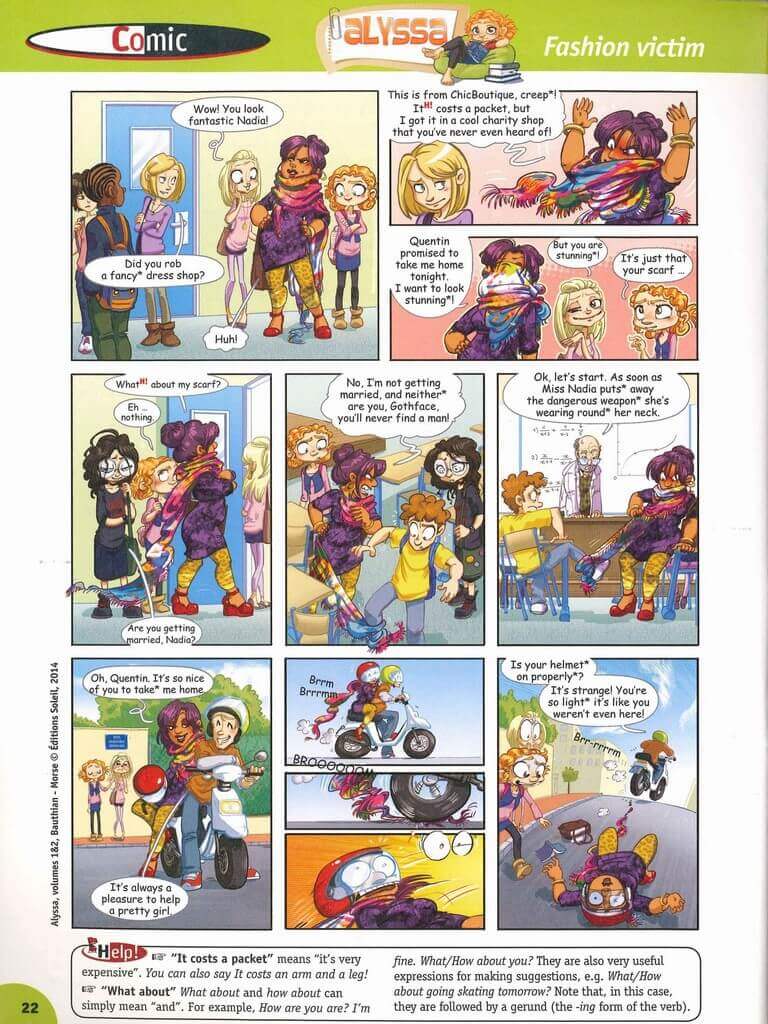 Comic
ALYSSA
Fashion victim
Wow! You look
fantastic Nadia!
Did you rob
a fancy* dress shop?
Huh!
This is from ChicBoutique, creep*!
It H! costs a packet, but
I got it in a cool charity shop
that you've never even heard of!
Quentin
promised to
take me home
tonight.
I want to look
stunning*!
But you are
stunning*!
It's just that
your scarf ...
What H! about my scarf?
Eh ...
nothing.
Are you getting
married, Nadia?
No, I'm not getting
married, and neither*
are you, Gothface,
you'll never find a man!
Ok, let's start. As soon as
Miss Nadia puts* away
the dangerous weapon* she's
wearing round* her neck.
Oh, Quentin. It's so nice
of you to take* me home.
It's always a
pleasure to help
a pretty girl.
Brrm
Brrrmmm
BROOOOOOM
Is your helmet*
on properly*?
It's strange! You're
so light* it's like you
weren't even here!
Brr-rrrrrm
Alyssa, volumes 1&2, Bauthian - Morse © Éditions Soleil, 2014
Help!
☞ "It costs a packet" means "it's very
expensive". You can also say It costs an arm and a leg!
☞ "What about" What about and how about can
simply mean "and". For example, How are you are? I'm
fine. What/How about you? They are also very useful
expressions for making suggestions, e.g. What/How
about going skating tomorrow? Note that, in this case,
they are followed by a gerund (the -ing form of the verb).
22